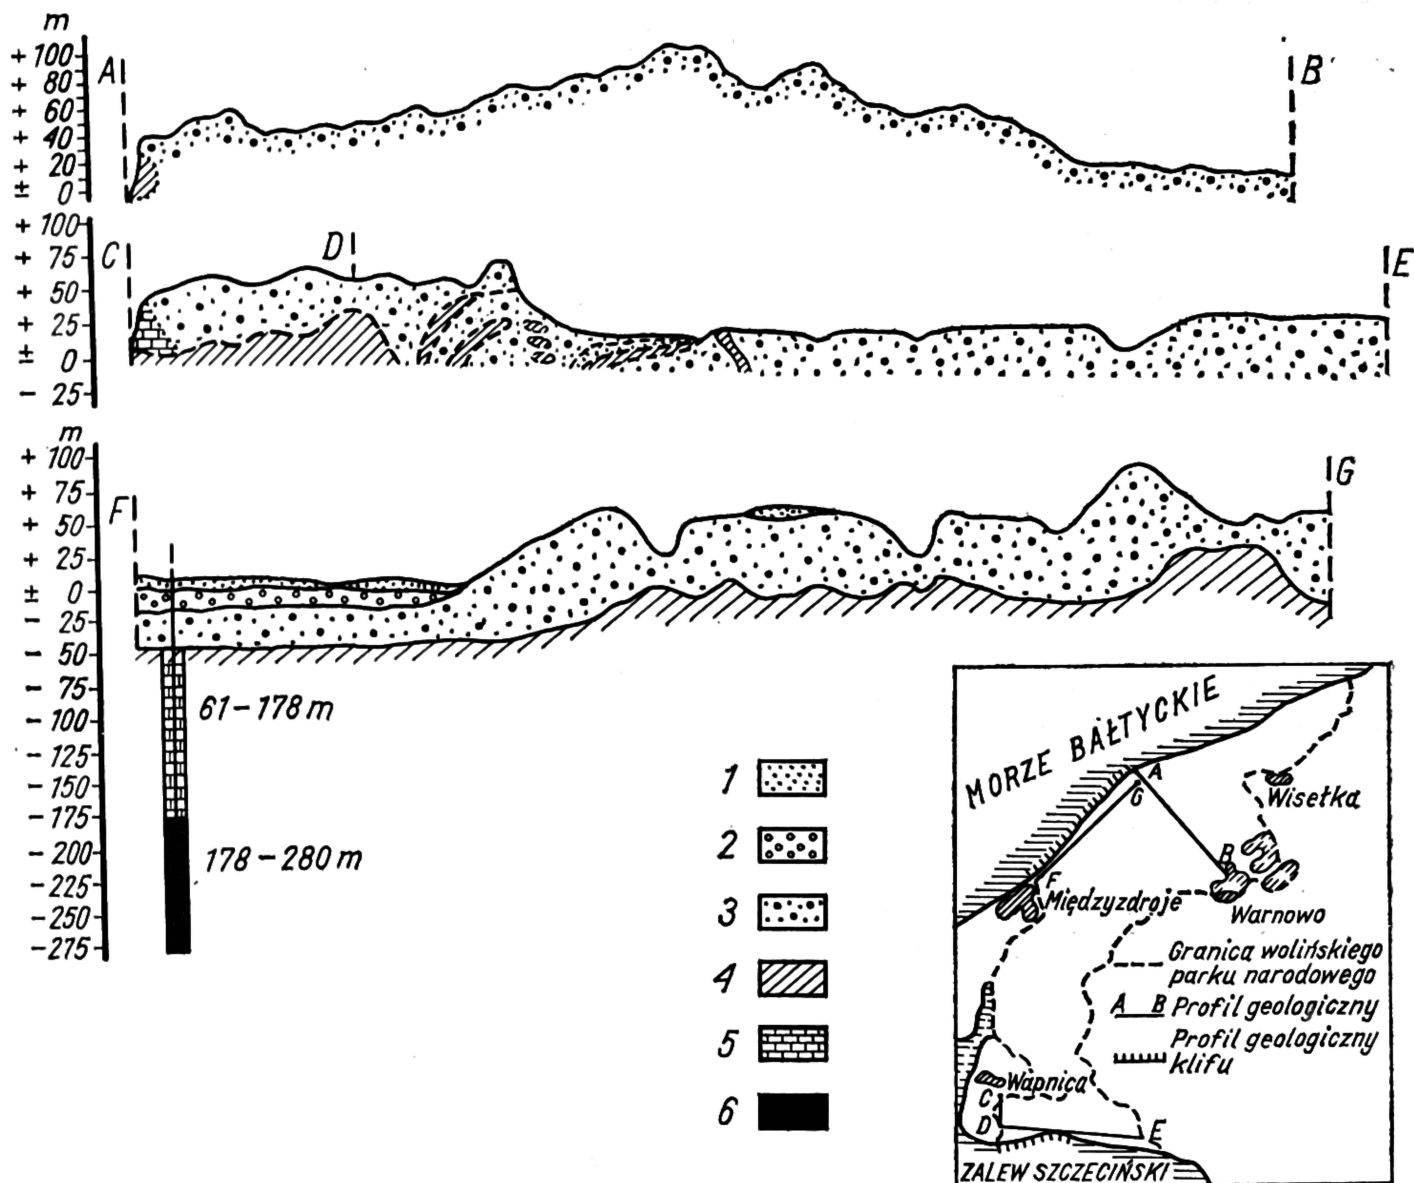 m
+ 100
+ 80
+ 60
+ 40
+ 20
± 0
A
B
+ 100
+ 75
+ 50
+ 25
± 0
- 25
C
D
E
m
+ 100
+ 75
+ 50
+ 25
± 0
- 25
- 50
- 75
- 100
- 125
- 150
- 175
- 200
- 225
- 250
- 275
F
G
61-178 m
178-280 m
1
2
3
4
5
6
MORZE BAŁTYCKIE
A
G
Wisełka
B
F
Międzyzdroje
Warnowo
Granica wolińskiego
parku narodowego
A B Profil geologiczny
Profil geologiczny
klifu
Wapnica
C
D
E
ZALEW SZCZECIŃSKI